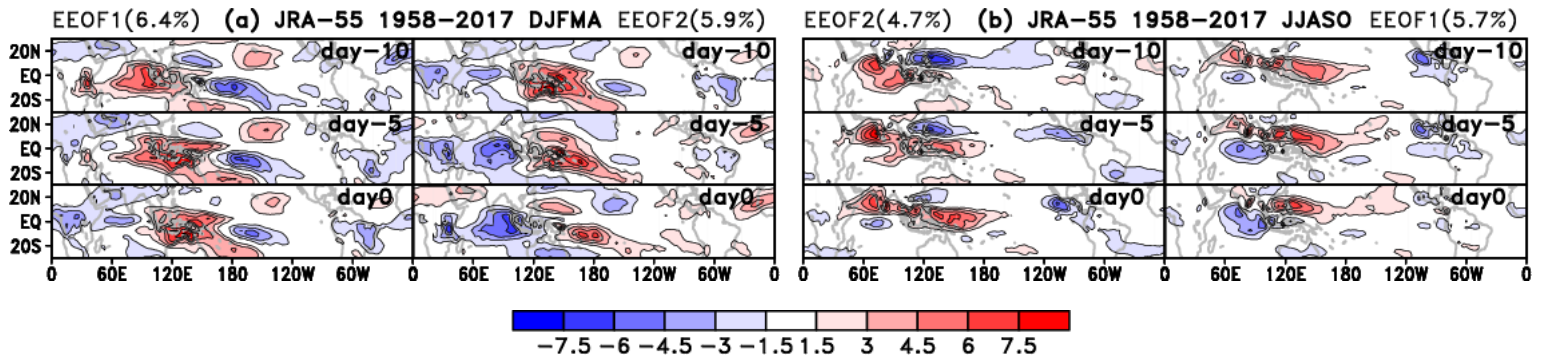 EEOF1(6.4%) (a) JRA-55 1958-2017 DJFMA EEOF2(5.9%)
EEOF2(4.7%) (b) JRA-55 1958-2017 JJASO EEOF1(5.7%)
20N day-10 day-10 day-10 day-10
EQ
20S
20N day-5 day-5 day-5 day-5
EQ
20S
20N day0 day0 day0 day0
EQ
20S
0 60E 120E 180 120W 60W 0 60E 120E 180 120W 60W 0
0 60E 120E 180 120W 60W 0 60E 120E 180 120W 60W 0
-7.5 -6 -4.5 -3 -1.5 1.5 3 4.5 6 7.5